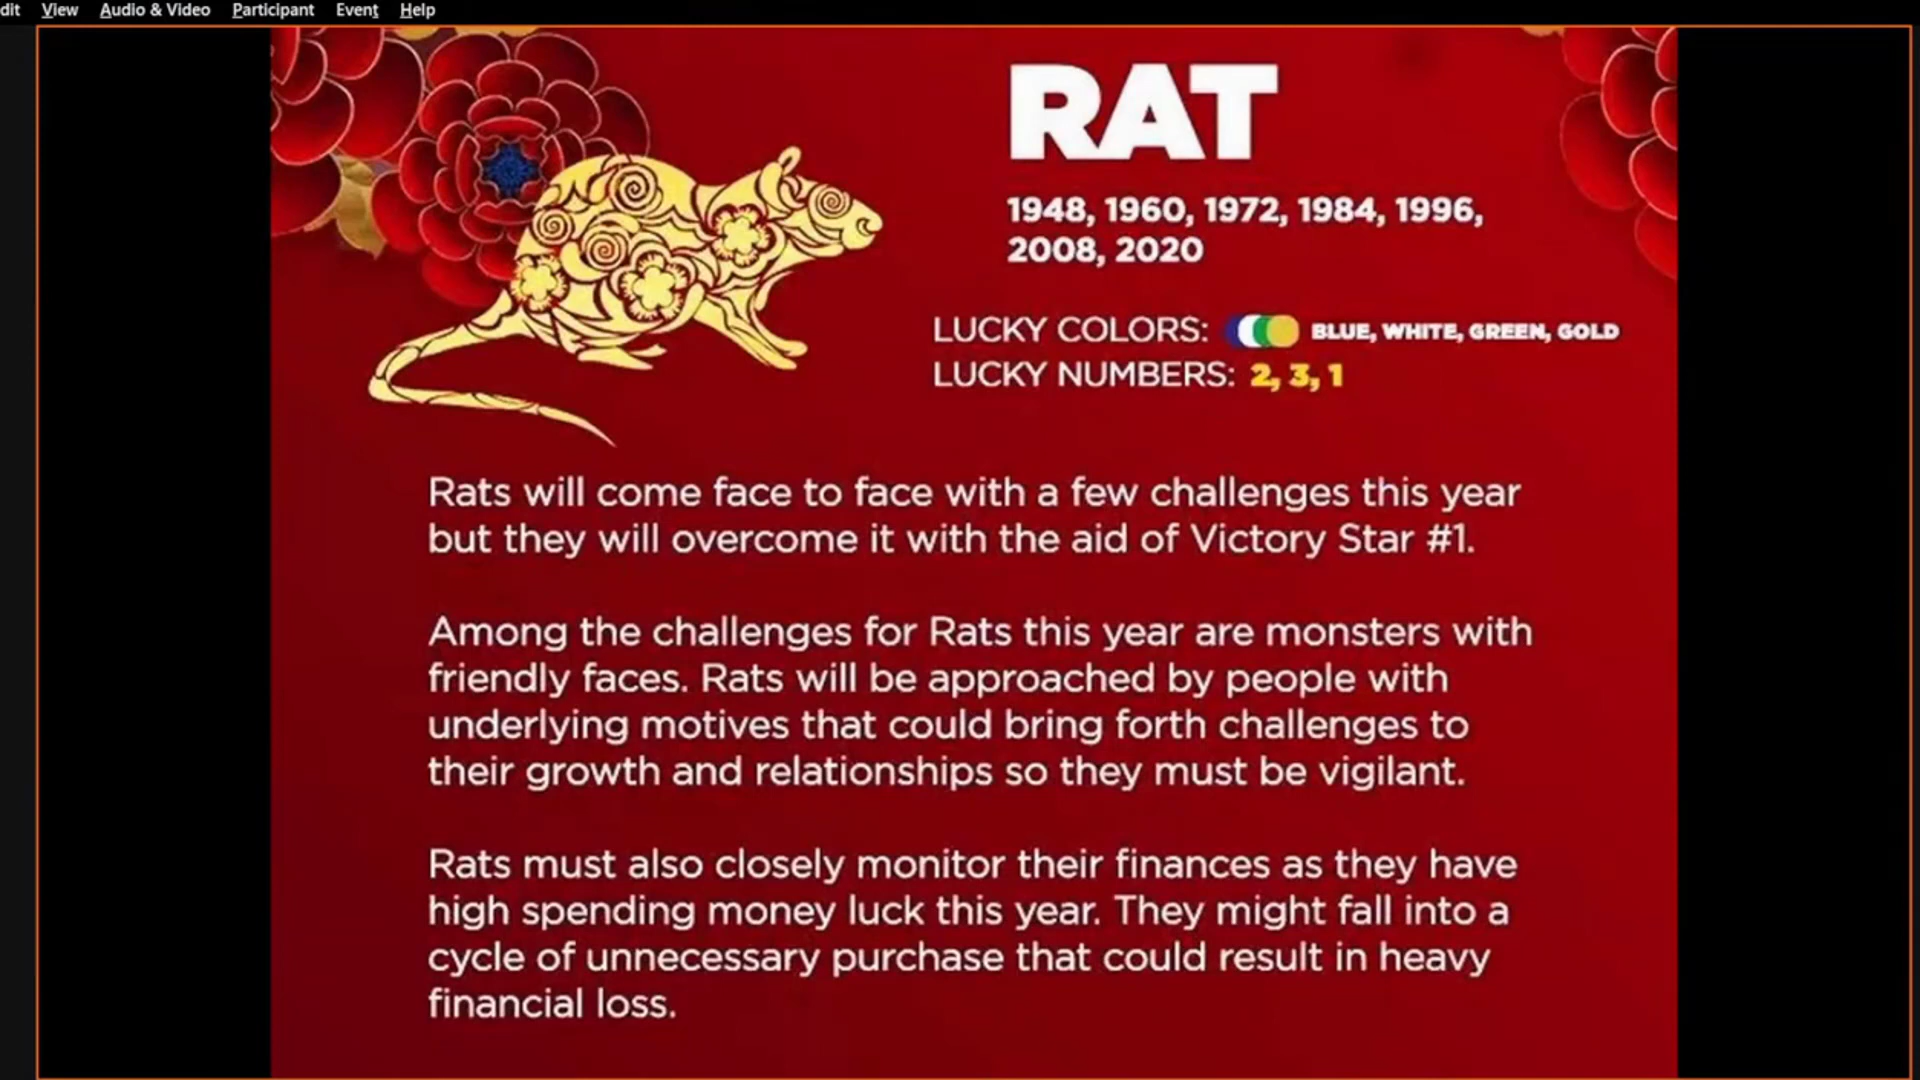 dit View Audio & Video Participant Event Help
RAT
1948, 1960, 1972, 1984, 1996,
2008, 2020
LUCKY COLORS: BLUE, WHITE, GREEN, GOLD
LUCKY NUMBERS: 2, 3, 1
Rats will come face to face with a few challenges this year
but they will overcome it with the aid of Victory Star #1.
Among the challenges for Rats this year are monsters with
friendly faces. Rats will be approached by people with
underlying motives that could bring forth challenges to
their growth and relationships so they must be vigilant.
Rats must also closely monitor their finances as they have
high spending money luck this year. They might fall into a
cycle of unnecessary purchase that could result in heavy
financial loss.